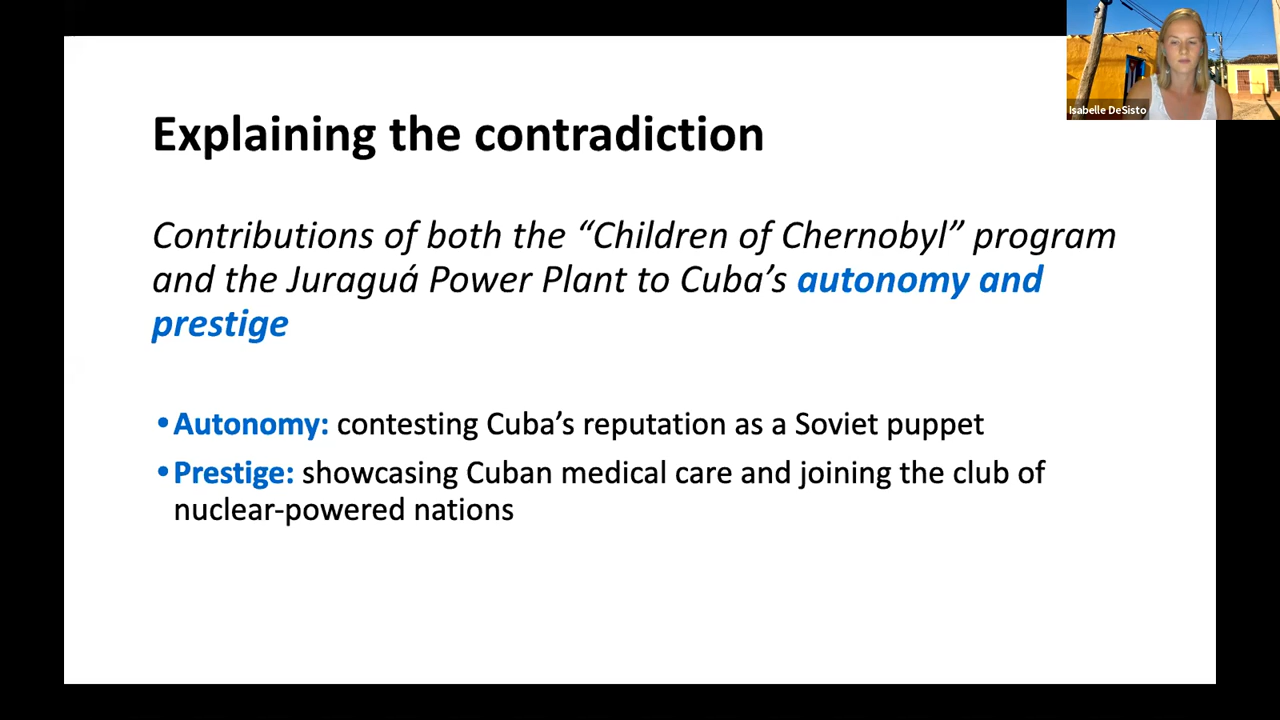 Isabelle DeSisto
Explaining the contradiction
Contributions of both the “Children of Chernobyl” program
and the Juraguá Power Plant to Cuba’s autonomy and
prestige
•Autonomy: contesting Cuba’s reputation as a Soviet puppet
•Prestige: showcasing Cuban medical care and joining the club of
nuclear-powered nations